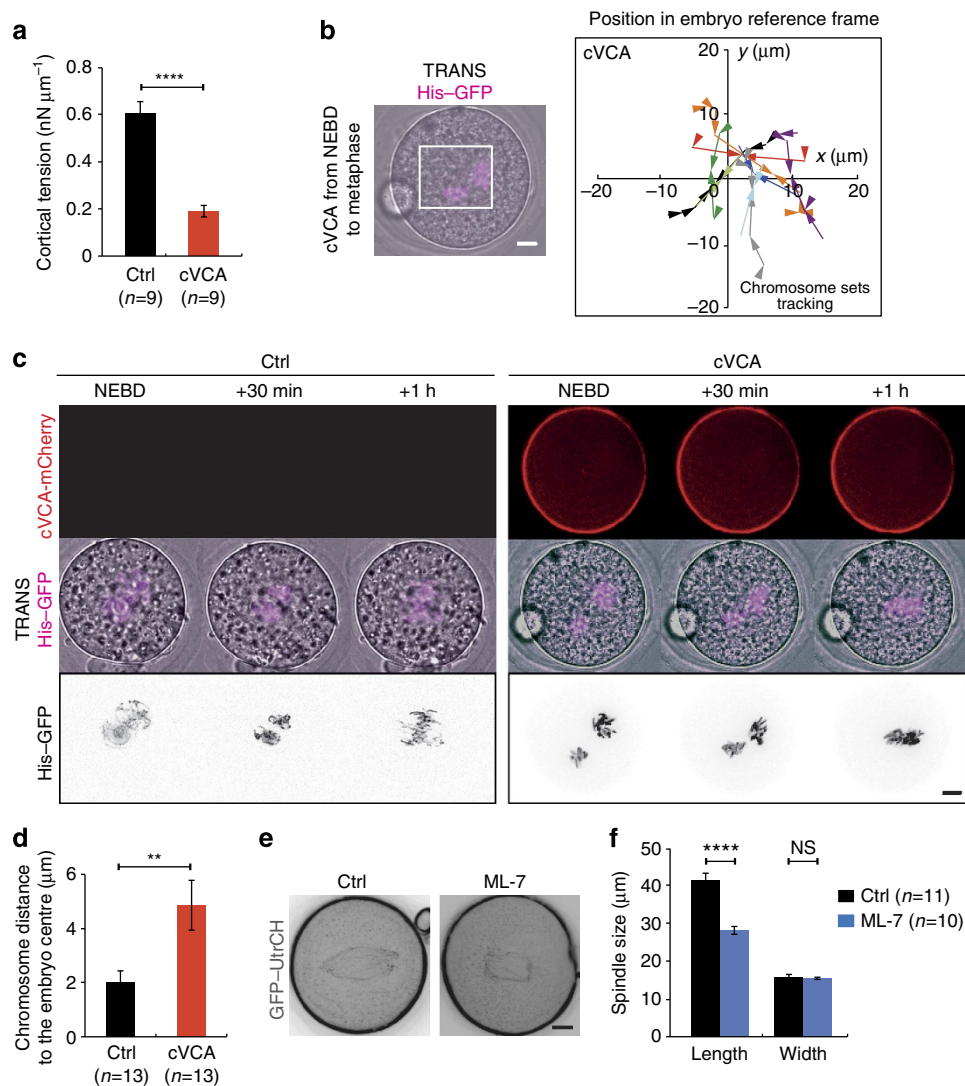 a
Cortical tension (nN μm⁻¹)
0.8
0.6
0.4
0.2
0
****
Ctrl
(n=9)
cVCA
(n=9)
b
cVCA from NEBD
to metaphase
TRANS
His–GFP
Position in embryo reference frame
cVCA
y (μm)
x (μm)
20
10
0
−10
−20
−20
−10
10
20
Chromosome sets
tracking
c
Ctrl
NEBD +30 min +1 h
cVCA
NEBD +30 min +1 h
cVCA-mCherry
TRANS
His–GFP
His–GFP
d
Chromosome distance
to the embryo centre (μm)
6
4
2
0
**
Ctrl
(n=13)
cVCA
(n=13)
e
Ctrl
ML-7
GFP–UtrCH
f
Spindle size (μm)
50
40
30
20
10
0
****
NS
Length
Width
Ctrl (n=11)
ML-7 (n=10)